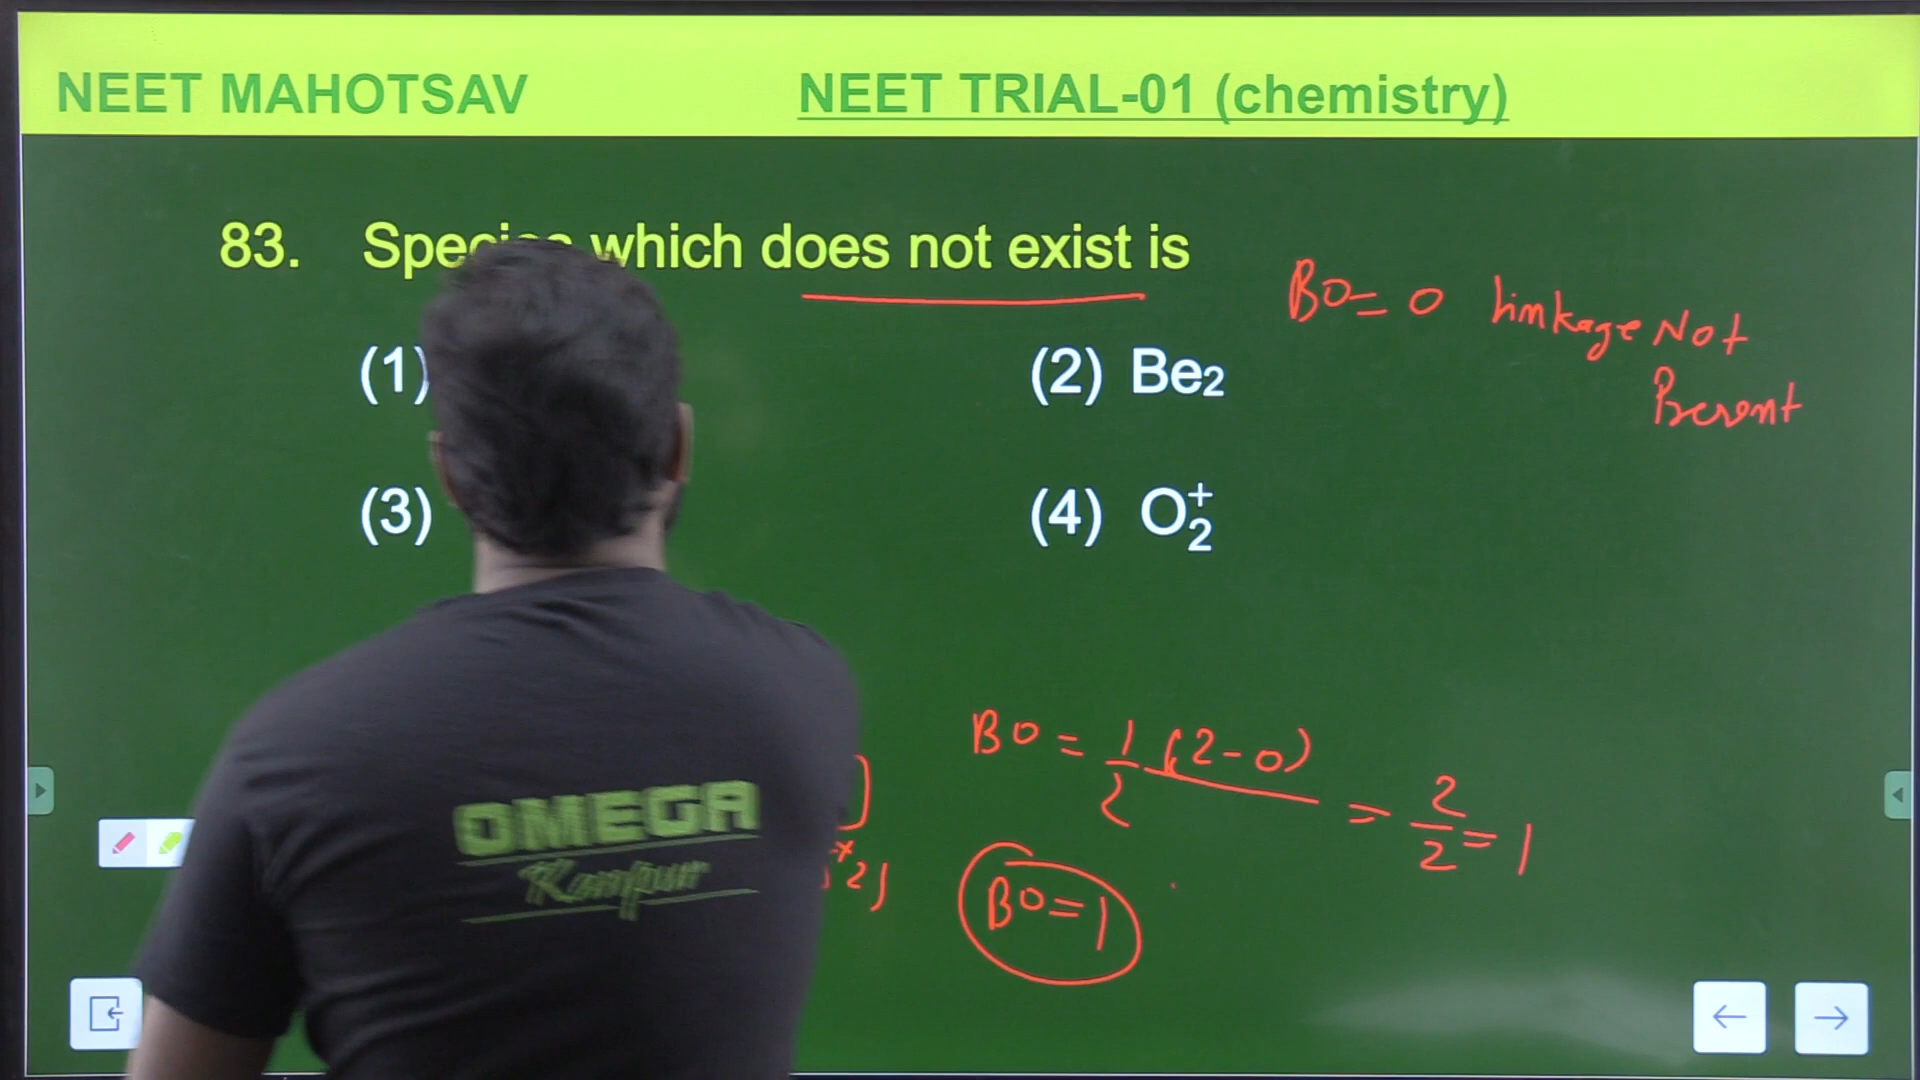 NEET MAHOTSAV NEET TRIAL-01 (chemistry)
83. Species which does not exist is
BO = 0 linkage Not
Present
(1) (2) Be₂
(3) (4) O₂⁺
BO = 1/2 (2-0) = 2/2 = 1
BO = 1
OMEGA
Kanpur